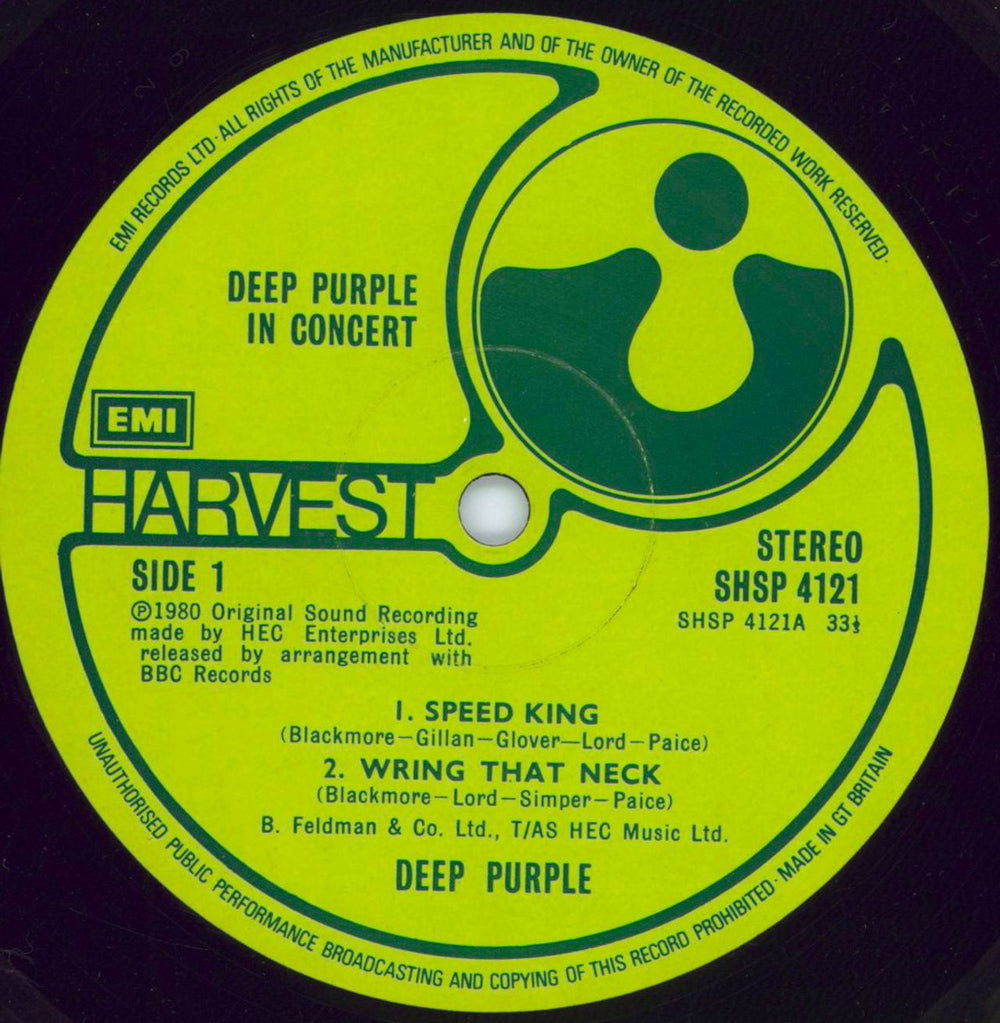 EMI RECORDS LTD · ALL RIGHTS OF THE MANUFACTURER AND OF THE OWNER OF THE RECORDED WORK RESERVED ·
DEEP PURPLE
IN CONCERT
EMI
HARVEST
STEREO
SHSP 4121
SHSP 4121A 33⅓
SIDE 1
℗1980 Original Sound Recording
made by HEC Enterprises Ltd.
released by arrangement with
BBC Records
1. SPEED KING
(Blackmore—Gillan—Glover—Lord—Paice)
2. WRING THAT NECK
(Blackmore—Lord—Simper—Paice)
B. Feldman & Co. Ltd., T/AS HEC Music Ltd.
DEEP PURPLE
UNAUTHORISED PUBLIC PERFORMANCE BROADCASTING AND COPYING OF THIS RECORD PROHIBITED · MADE IN GT BRITAIN